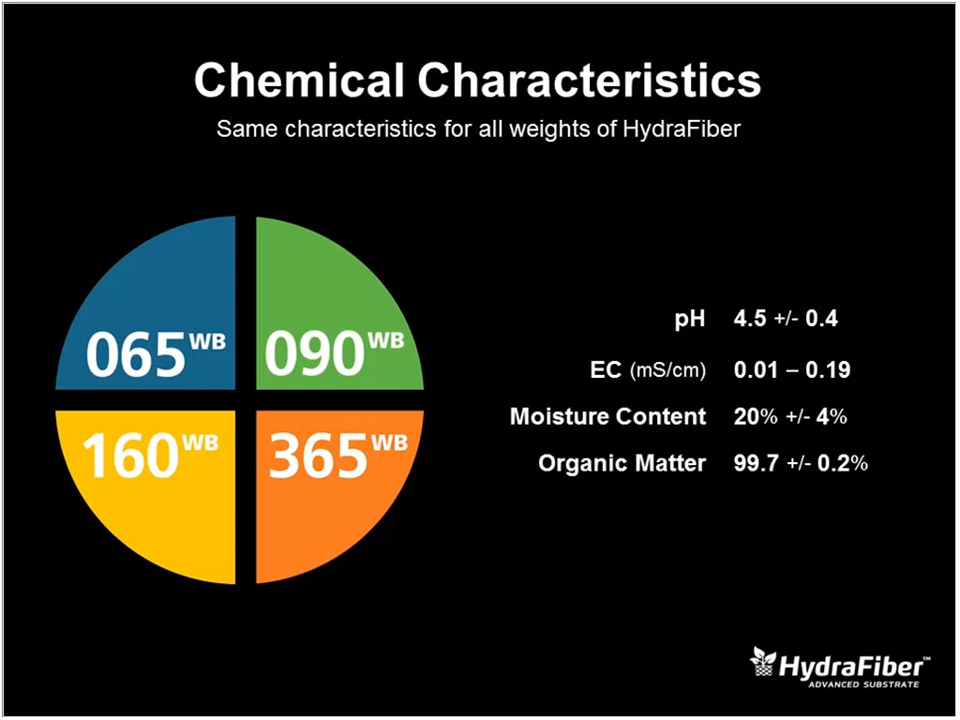 Chemical Characteristics
Same characteristics for all weights of HydraFiber
065WB
090WB
160WB
365WB
pH 4.5 +/- 0.4
EC (mS/cm) 0.01 – 0.19
Moisture Content 20% +/- 4%
Organic Matter 99.7 +/- 0.2%
HydraFiber™
ADVANCED SUBSTRATE